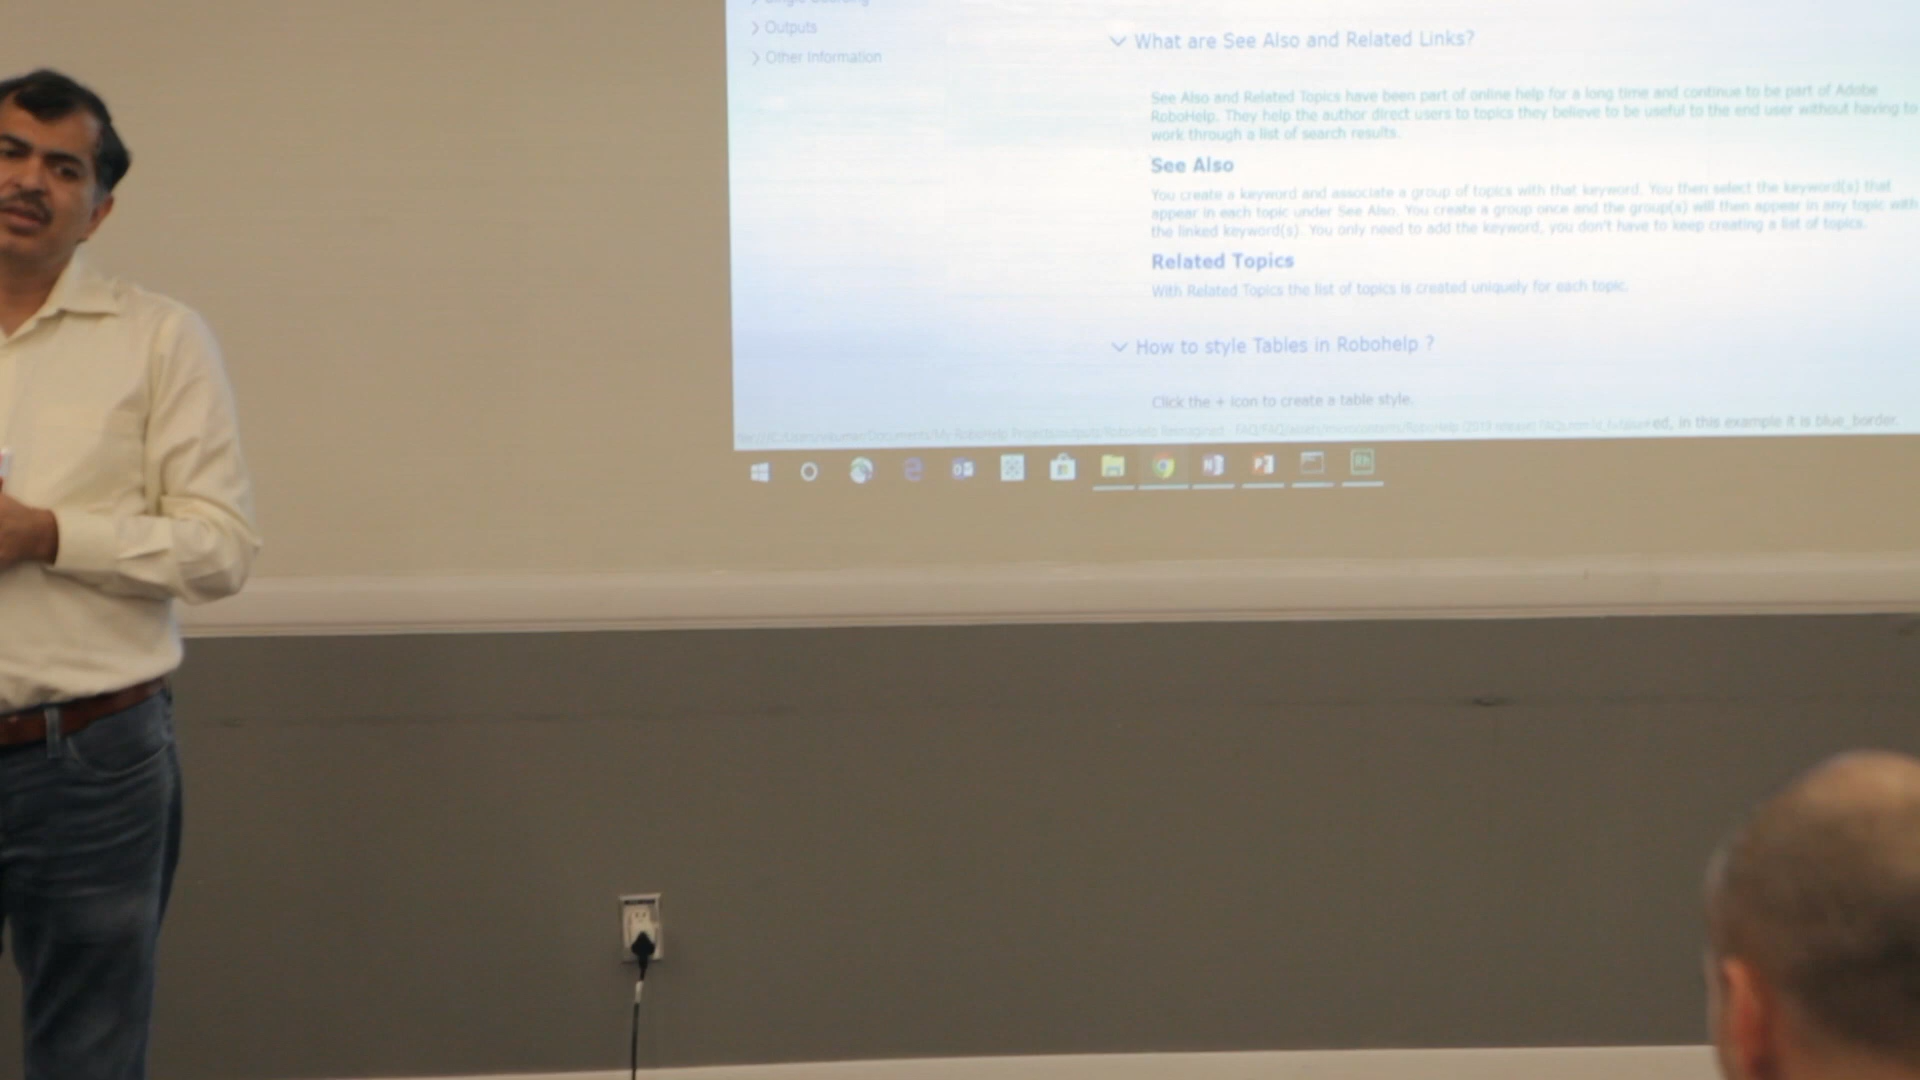 Outputs
Other Information
What are See Also and Related Links?
See Also and Related Topics have been part of online help for a long time and continue to be part of Adobe
RoboHelp. They help the author direct users to topics they believe to be useful to the end user without having to
work through a list of search results.
See Also
You create a keyword and associate a group of topics with that keyword. You then select the keyword(s) that
appear in each topic under See Also. You create a group once and the group(s) will then appear in any topic with
the linked keyword(s). You only need to add the keyword, you don't have to keep creating a list of topics.
Related Topics
With Related Topics the list of topics is created uniquely for each topic.
How to style Tables in Robohelp ?
Click the + icon to create a table style.
ed, in this example it is blue_border.
Rh